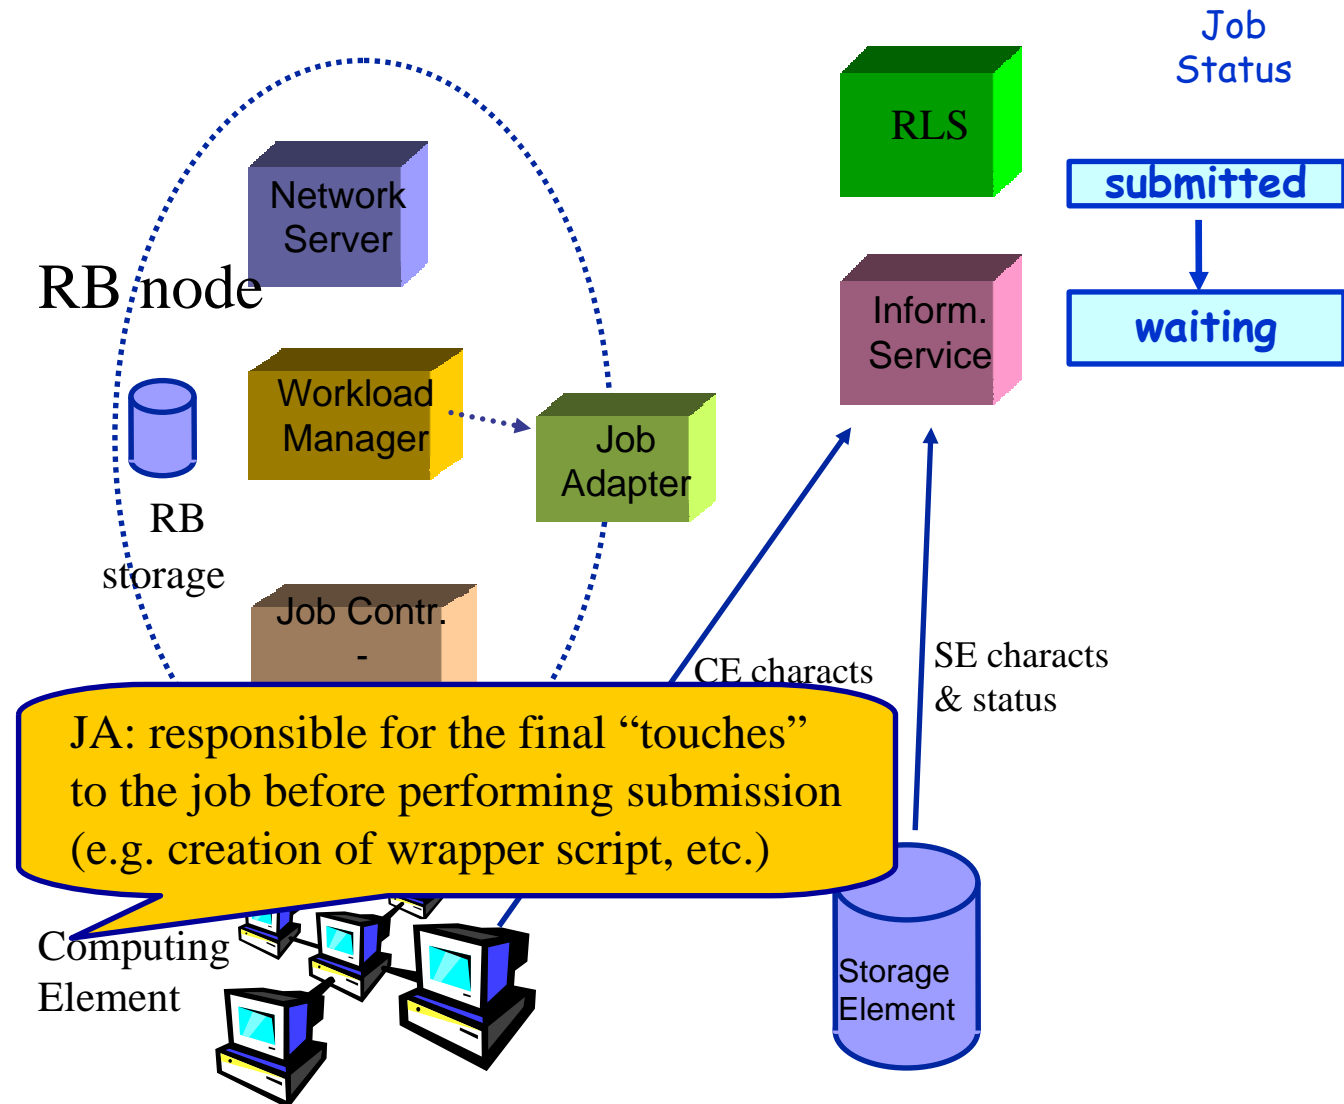 Job
Status
RLS
submitted
Network
Server
RB node
Inform.
Service
waiting
Workload
Manager
Job
Adapter
RB
storage
Job Contr.
-
CE characts
SE characts
& status
JA: responsible for the final “touches”
to the job before performing submission
(e.g. creation of wrapper script, etc.)
Computing
Element
Storage
Element